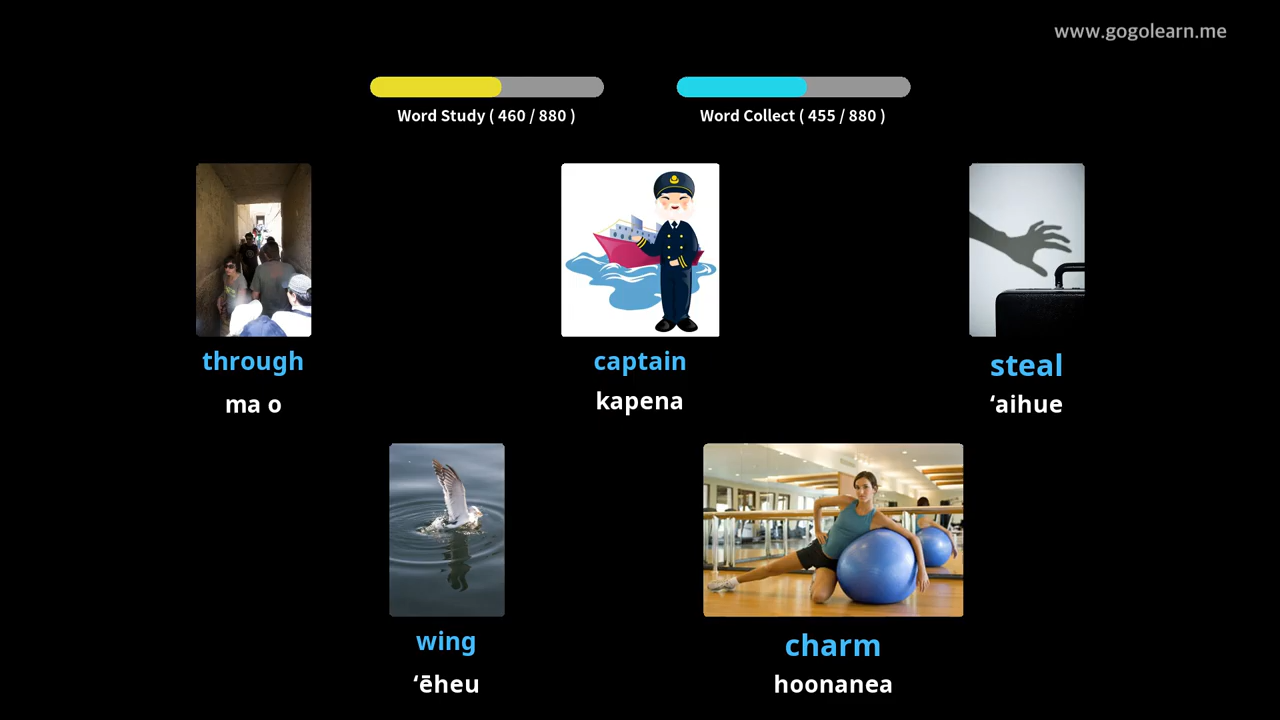 www.gogolearn.me
Word Study ( 460 / 880 )
Word Collect ( 455 / 880 )
through
captain
steal
ma o
kapena
ʻaihue
wing
charm
ʻēheu
hoonanea